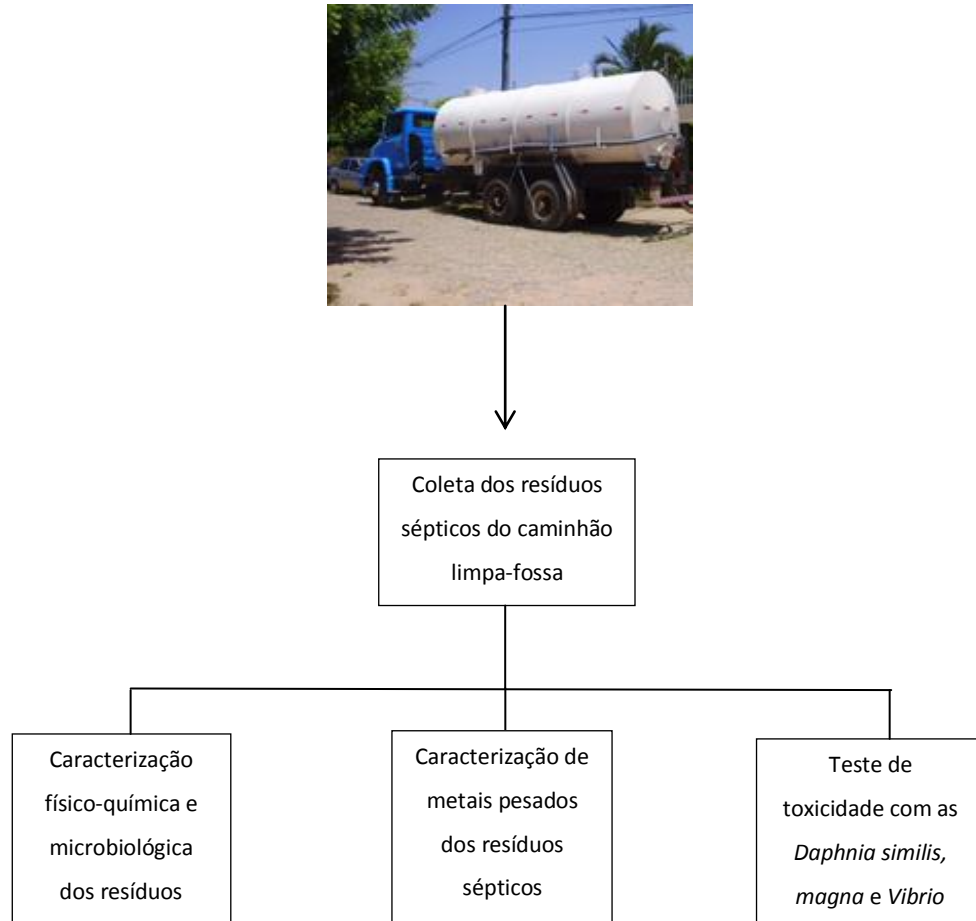 Coleta dos resíduos
sépticos do caminhão
limpa-fossa
Caracterização
físico-química e
microbiológica
dos resíduos
Caracterização de
metais pesados
dos resíduos
sépticos
Teste de
toxicidade com as
Daphnia similis,
magna e Vibrio